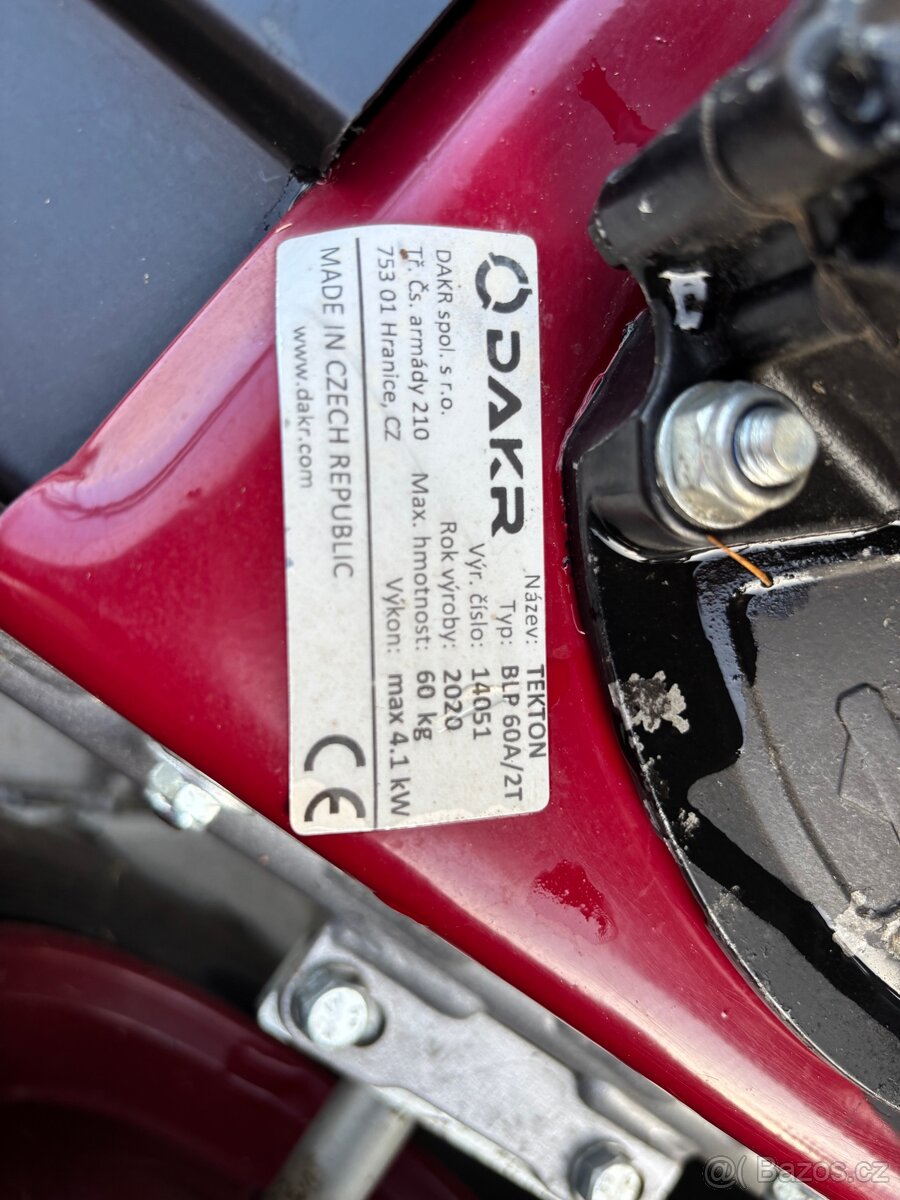 DAKR
DAKR spol. s r.o.
Tř. Čs. armády 210
753 01 Hranice, CZ
Název: TEKTON
Typ: BLP 60A/2T
Výr. číslo: 14051
Rok výroby: 2020
Max. hmotnost: 60 kg
Výkon: max 4.1 kW
MADE IN CZECH REPUBLIC
www.dakr.com
CE
@( Bazos.cz